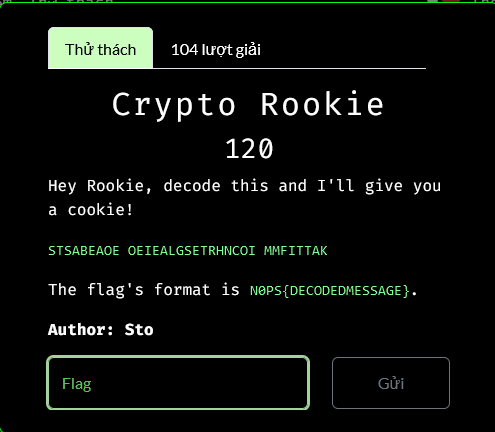 Thử thách
104 lượt giải
Crypto Rookie
120
Hey Rookie, decode this and I'll give you
a cookie!
STSABEAOE OEIEALGSETRHNCOI MMFITTAK
The flag's format is N0PS{DECODEDMESSAGE}.
Author: Sto
Flag
Gửi